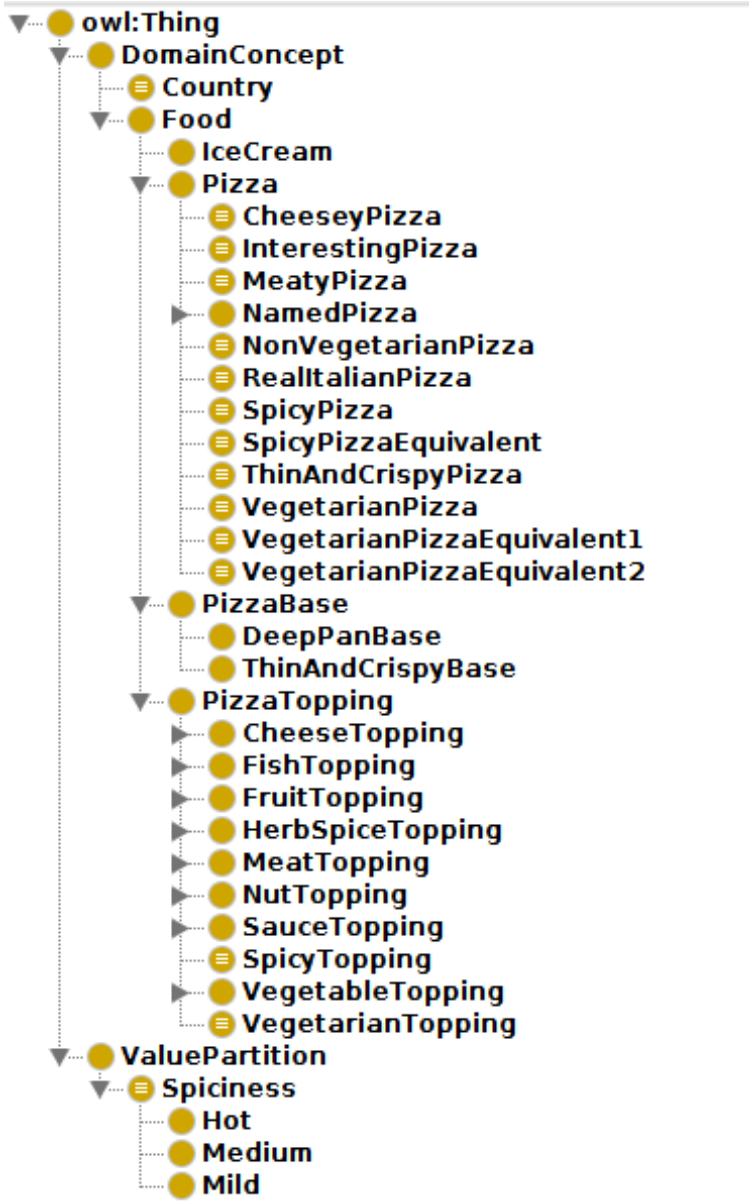 owl:Thing
DomainConcept
Country
Food
IceCream
Pizza
CheeseyPizza
InterestingPizza
MeatyPizza
NamedPizza
NonVegetarianPizza
RealItalianPizza
SpicyPizza
SpicyPizzaEquivalent
ThinAndCrispyPizza
VegetarianPizza
VegetarianPizzaEquivalent1
VegetarianPizzaEquivalent2
PizzaBase
DeepPanBase
ThinAndCrispyBase
PizzaTopping
CheeseTopping
FishTopping
FruitTopping
HerbSpiceTopping
MeatTopping
NutTopping
SauceTopping
SpicyTopping
VegetableTopping
VegetarianTopping
ValuePartition
Spiciness
Hot
Medium
Mild